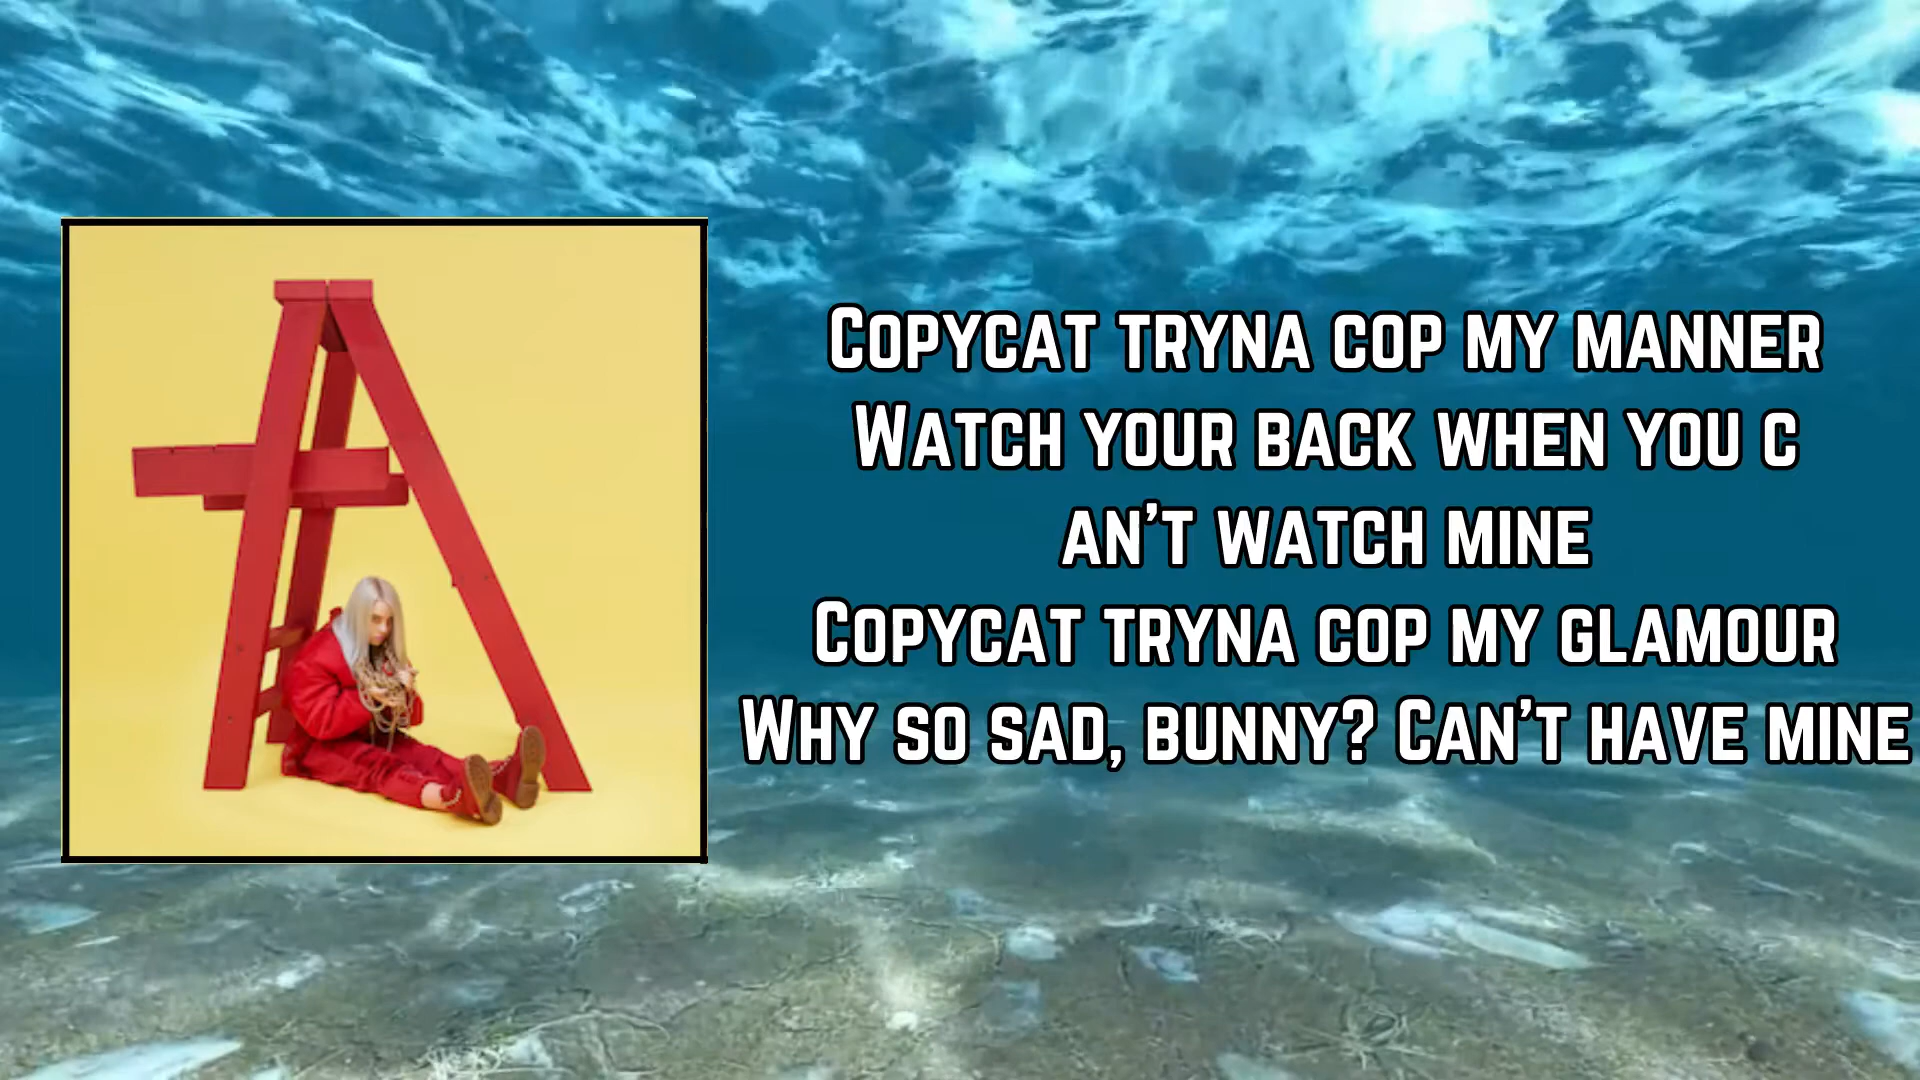 Copycat tryna cop my manner
Watch your back when you c
an't watch mine
Copycat tryna cop my glamour
Why so sad, bunny? Can't have mine